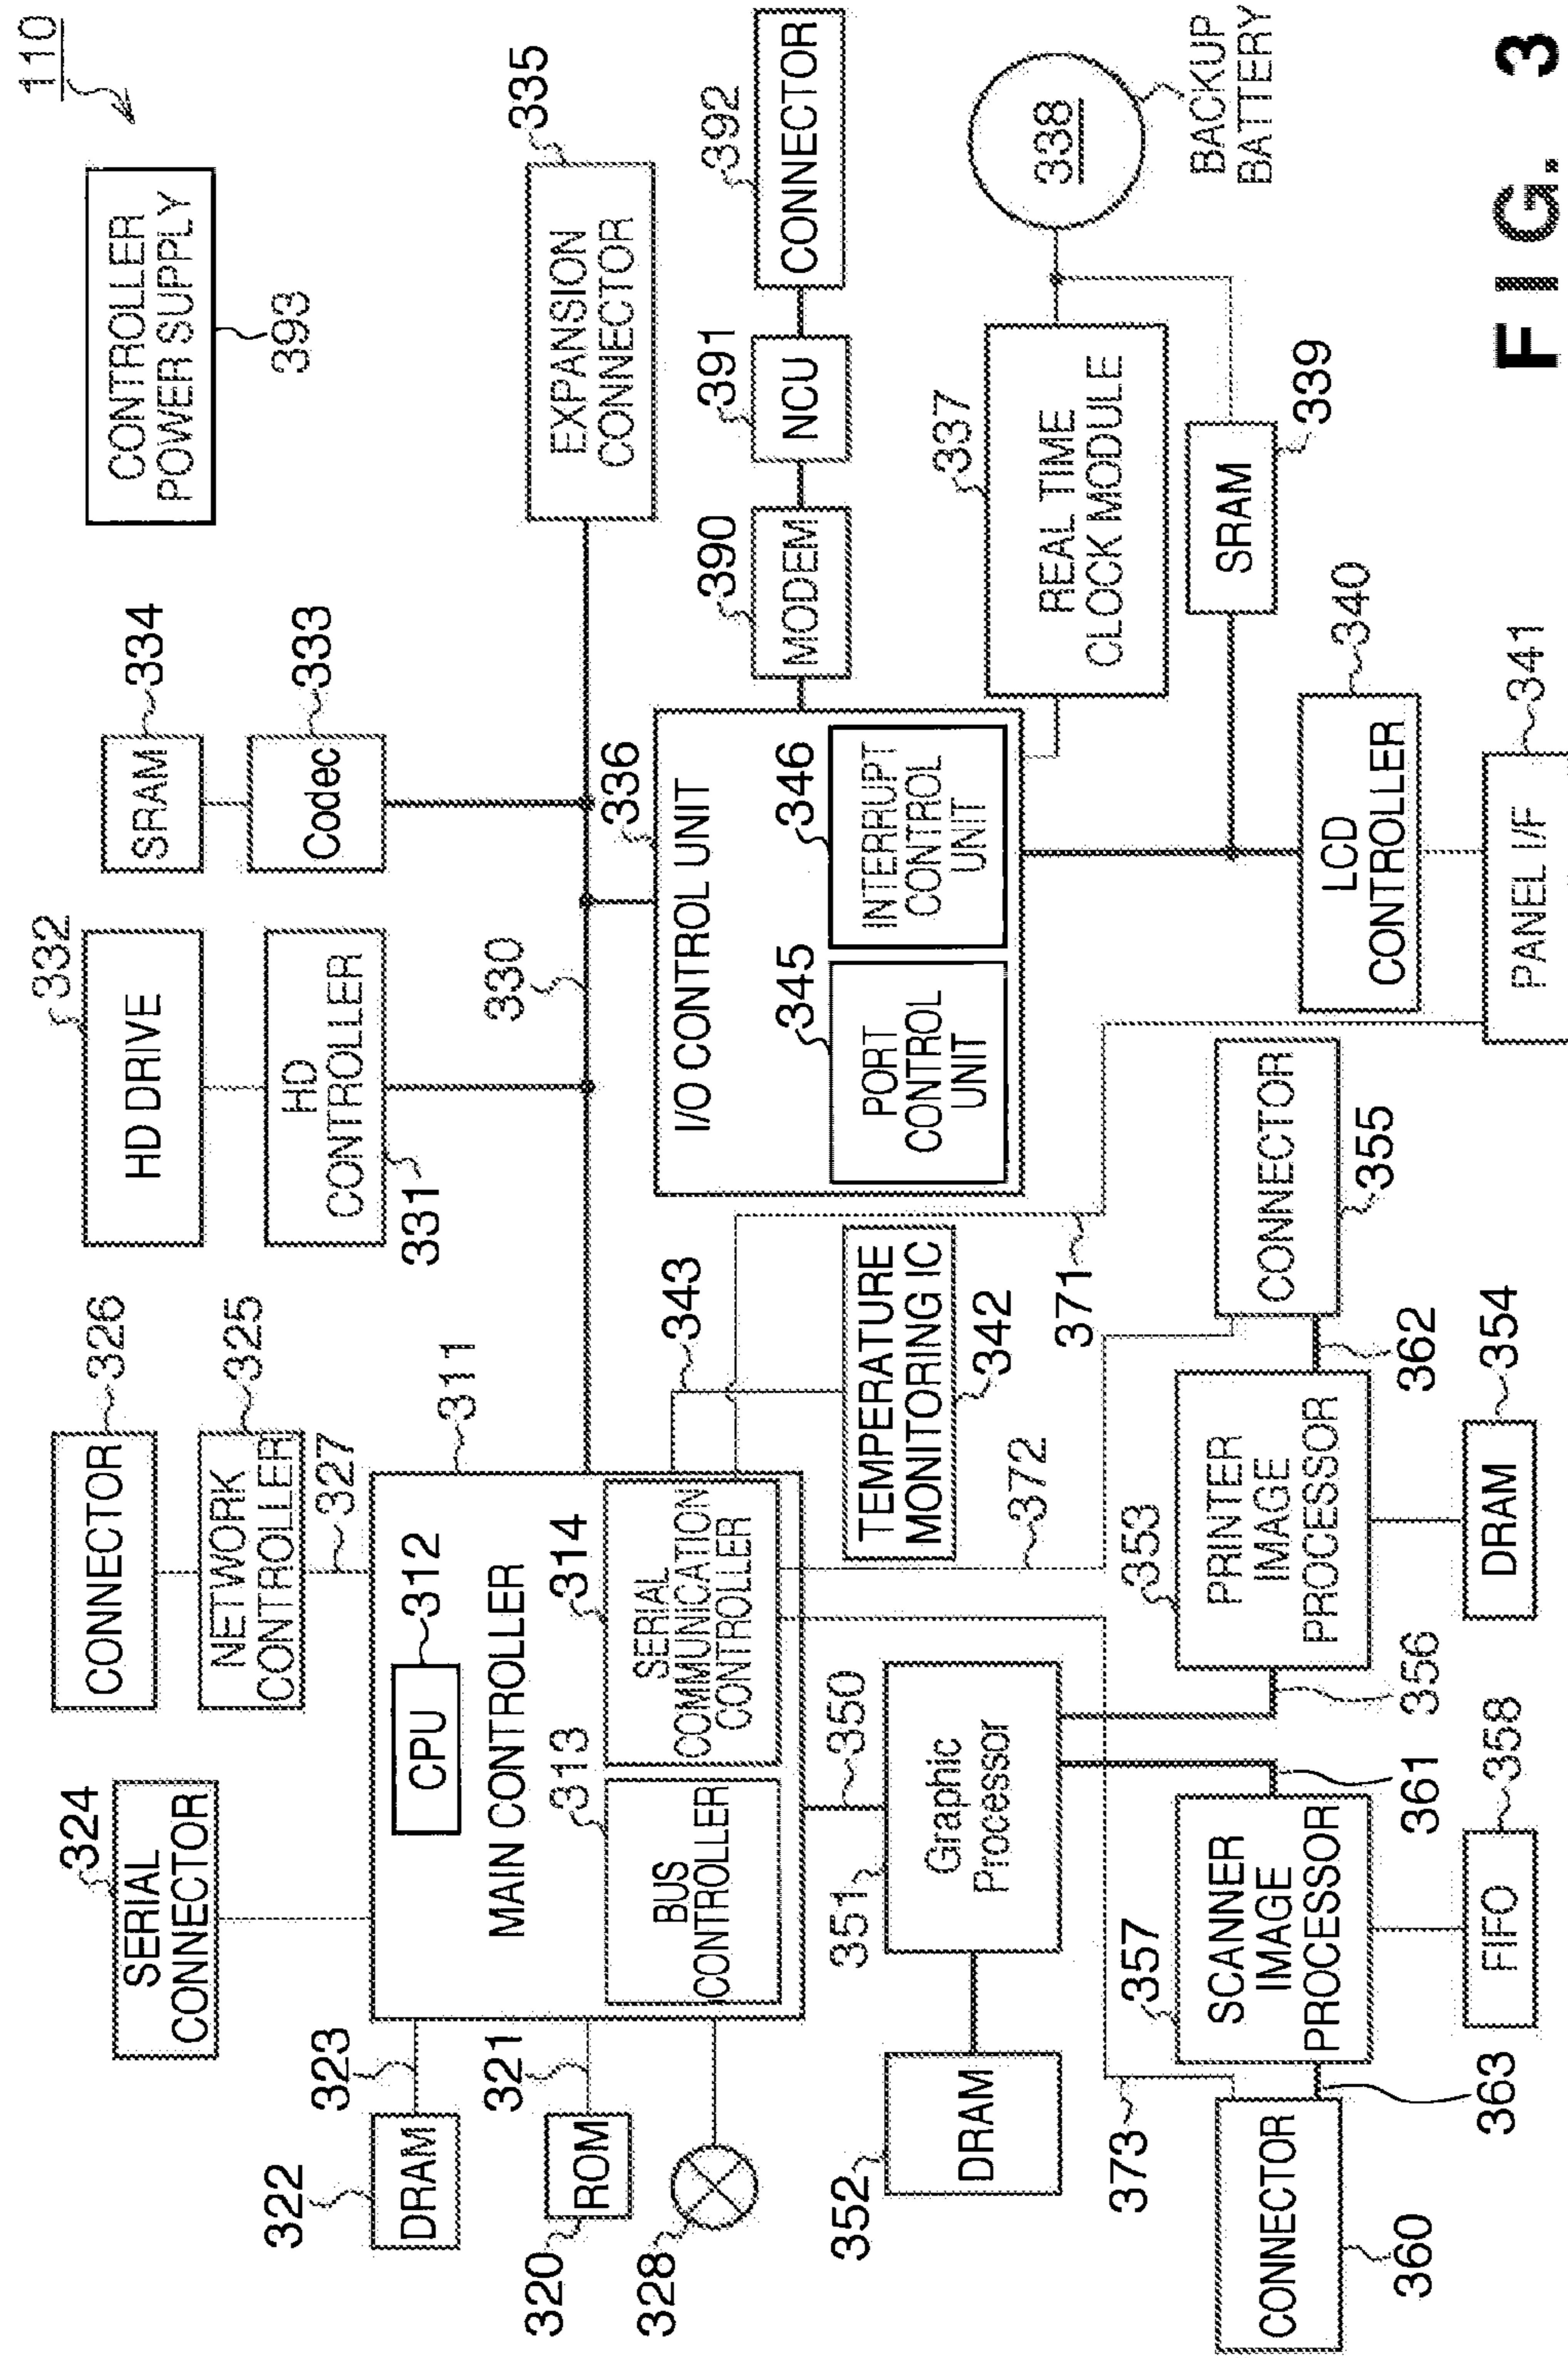 110
CONTROLLER
POWER SUPPLY
393
324
SERIAL
CONNECTOR
CONNECTOR
326
NETWORK
CONTROLLER
325
327
332
HD DRIVE
HD
CONTROLLER
331
SRAM
334
Codec
333
330
EXPANSION
CONNECTOR
335
311
MAIN CONTROLLER
CPU
312
313
BUS
CONTROLLER
314
SERIAL
COMMUNICATION
CONTROLLER
322
DRAM
323
320
ROM
321
328
336
I/O CONTROL UNIT
345
PORT
CONTROL
UNIT
346
INTERRUPT
CONTROL
UNIT
390
MODEM
391
NCU
392
CONNECTOR
343
TEMPERATURE
MONITORING IC
342
337
REAL TIME
CLOCK MODULE
338
BACKUP
BATTERY
SRAM
339
LCD
CONTROLLER
340
PANEL I/F
341
350
351
Graphic
Processor
352
DRAM
371
372
373
353
PRINTER
IMAGE
PROCESSOR
DRAM
354
CONNECTOR
355
356
362
357
SCANNER
IMAGE
PROCESSOR
FIFO
358
361
363
CONNECTOR
360
FIG. 3